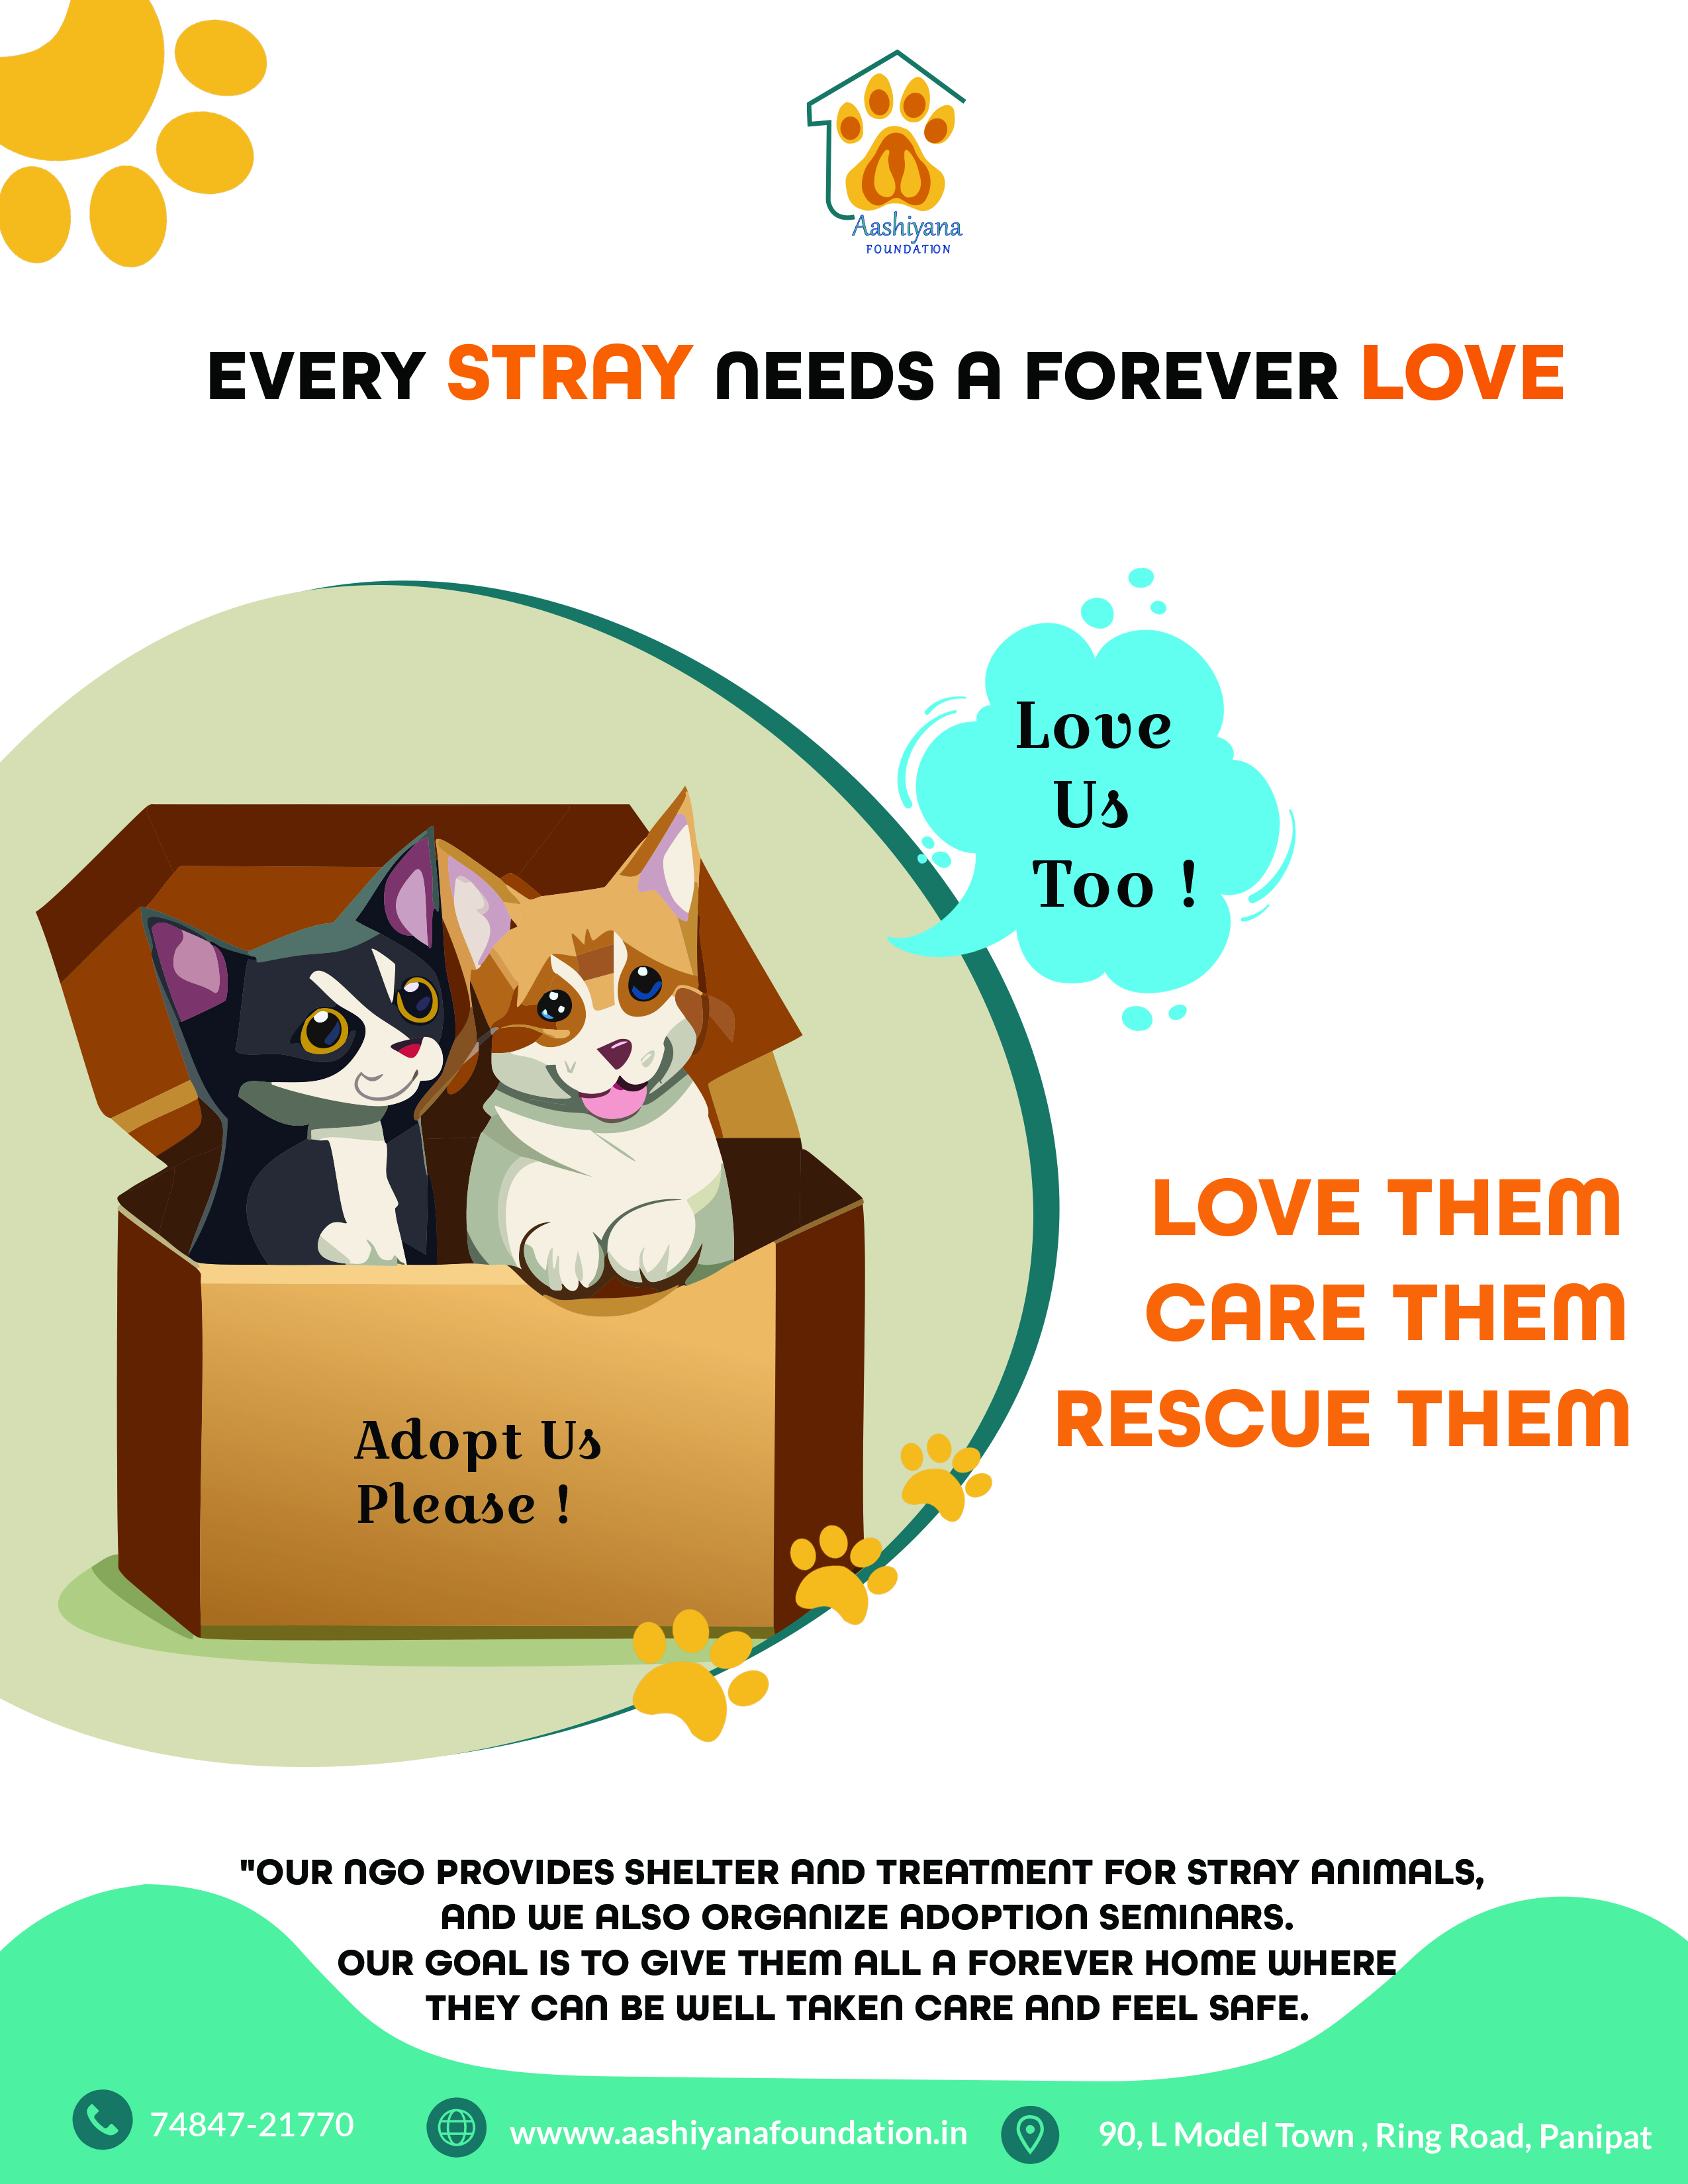 Aashiyana
FOUNDATION
EVERY STRAY NEEDS A FOREVER LOVE
Love
Us
Too !
LOVE THEM
CARE THEM
RESCUE THEM
Adopt Us
Please !
"OUR NGO PROVIDES SHELTER AND TREATMENT FOR STRAY ANIMALS,
AND WE ALSO ORGANIZE ADOPTION SEMINARS.
OUR GOAL IS TO GIVE THEM ALL A FOREVER HOME WHERE
THEY CAN BE WELL TAKEN CARE AND FEEL SAFE.
74847-21770
wwww.aashiyanafoundation.in
90, L Model Town , Ring Road, Panipat